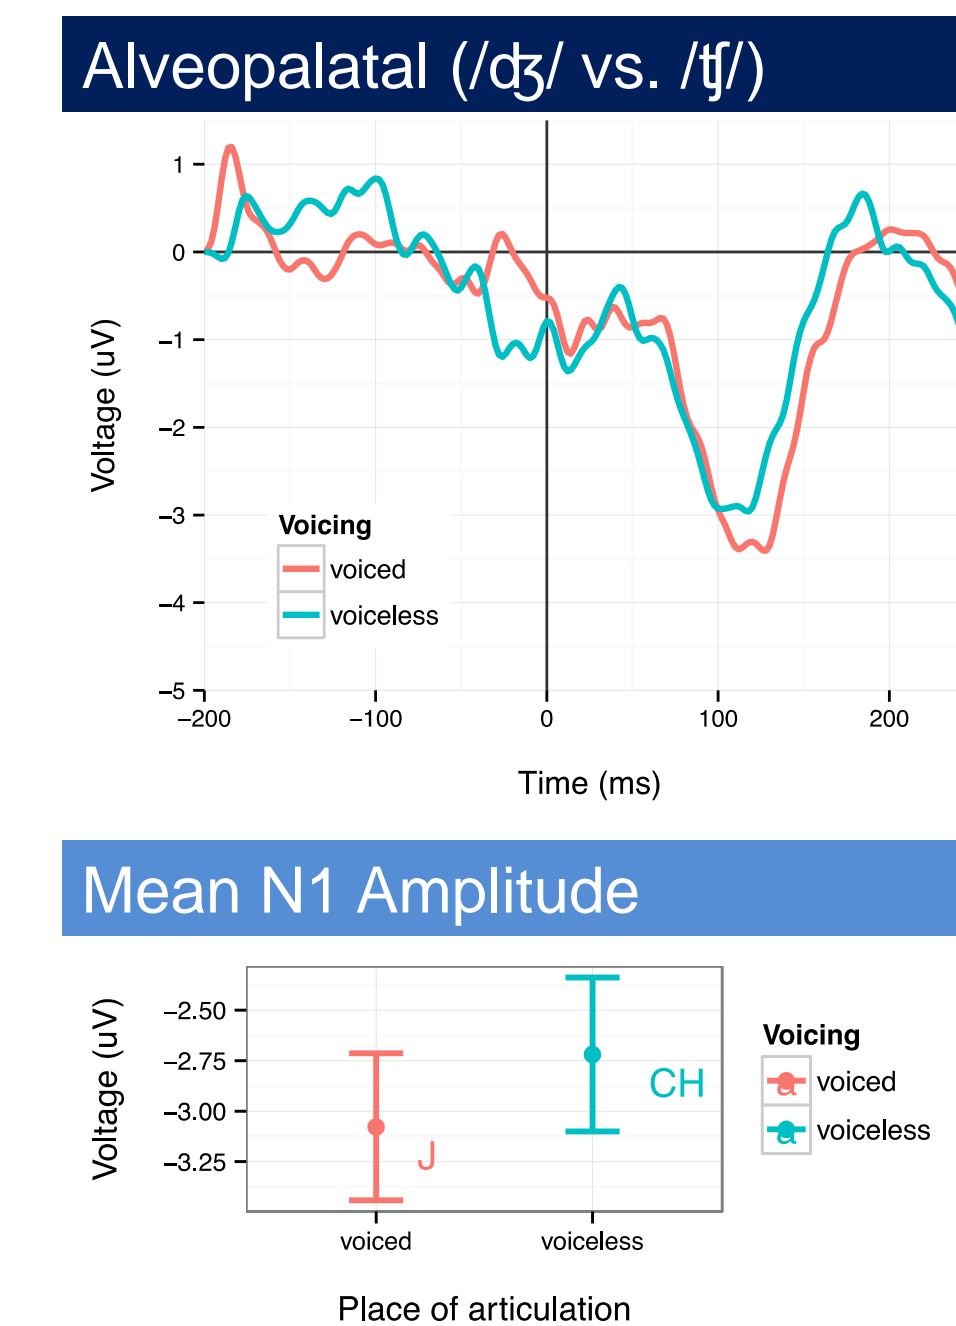 Alveopalatal (/dʒ/ vs. /tʃ/)
1
0
−1
−2
−3
−4
−5
Voltage (uV)
Voicing
voiced
voiceless
−200
−100
0
100
200
Time (ms)
Mean N1 Amplitude
−2.50
−2.75
−3.00
−3.25
Voltage (uV)
J
CH
voiced
voiceless
Place of articulation
Voicing
a voiced
a voiceless